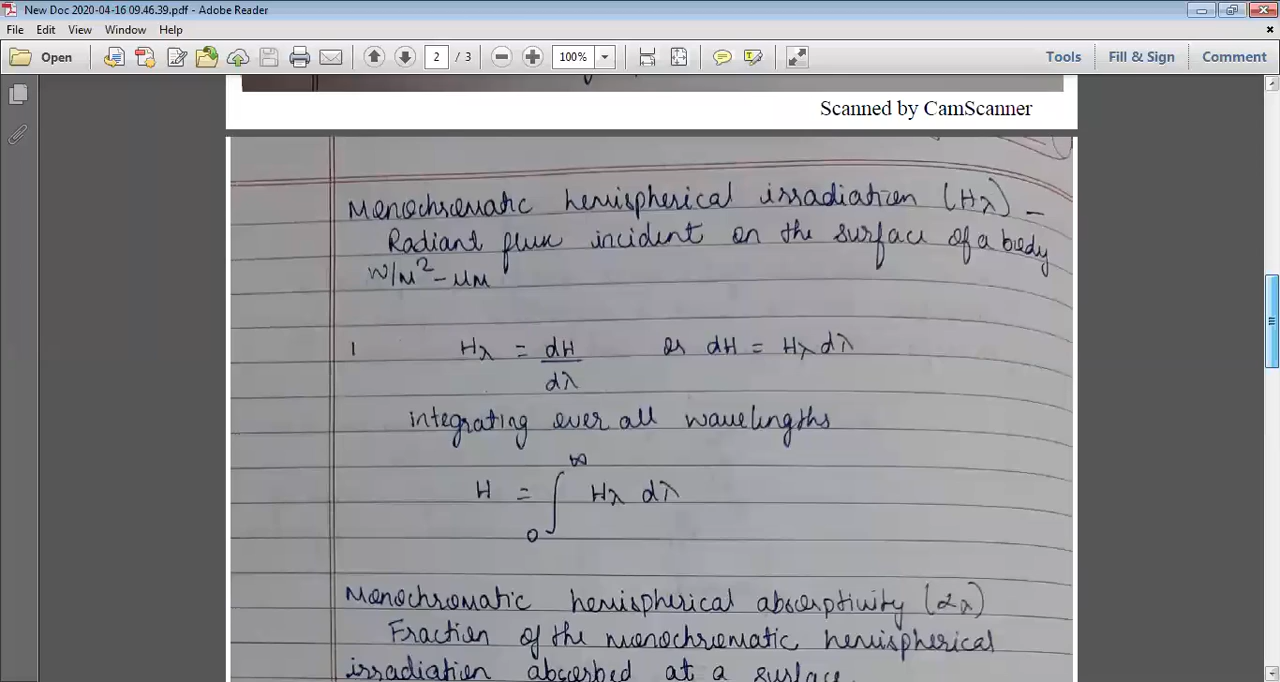 New Doc 2020-04-16 09.46.39.pdf - Adobe Reader
File Edit View Window Help
Open 2 / 3 100% Tools Fill & Sign Comment
Scanned by CamScanner
Monochromatic hemispherical irradiation (Hλ) -
Radiant flux incident on the surface of a body
W/M² - μM
1 Hλ = dH/dλ or dH = Hλ dλ
integrating over all wavelengths
H = ∫₀^∞ Hλ dλ
Monochromatic hemispherical absorptivity (αλ)
Fraction of the monochromatic hemispherical
irradiation absorbed at a surface.